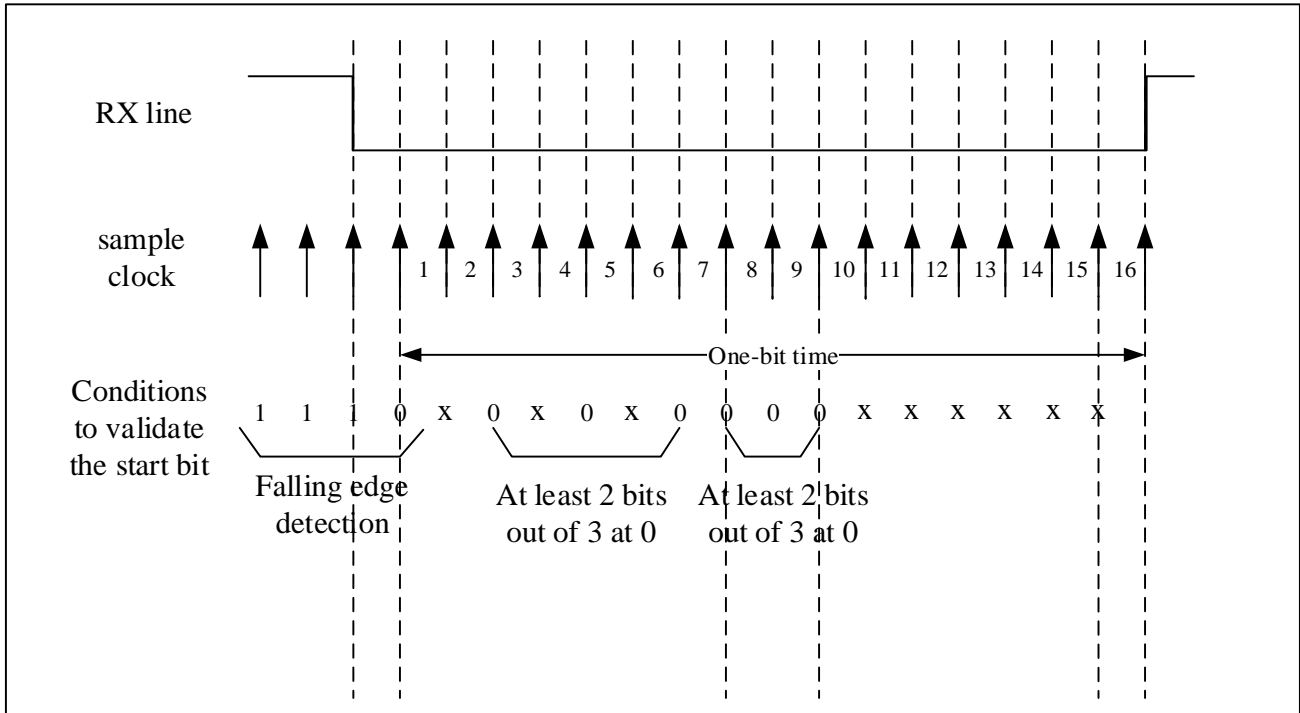 RX line
sample
clock
1 2 3 4 5 6 7 8 9 10 11 12 13 14 15 16
One-bit time
Conditions
to validate
the start bit
1 1 1 0 x 0 x 0 x 0 0 0 0 x x x x x x
Falling edge
detection
At least 2 bits
out of 3 at 0
At least 2 bits
out of 3 at 0